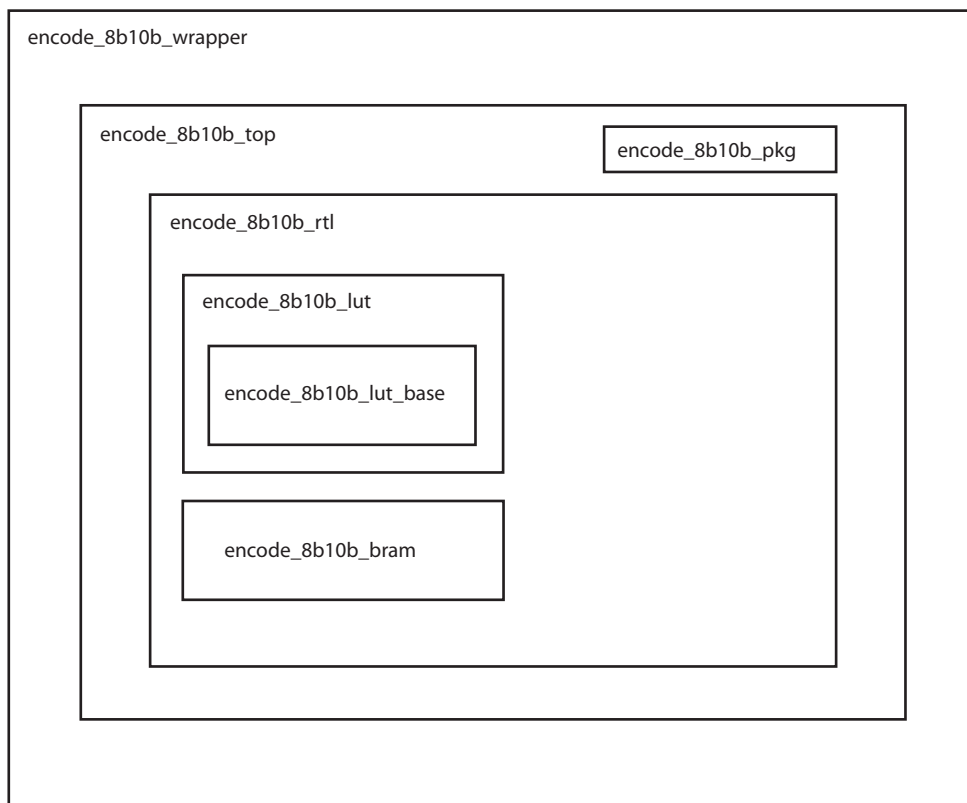 encode_8b10b_wrapper
encode_8b10b_top
encode_8b10b_pkg
encode_8b10b_rtl
encode_8b10b_lut
encode_8b10b_lut_base
encode_8b10b_bram